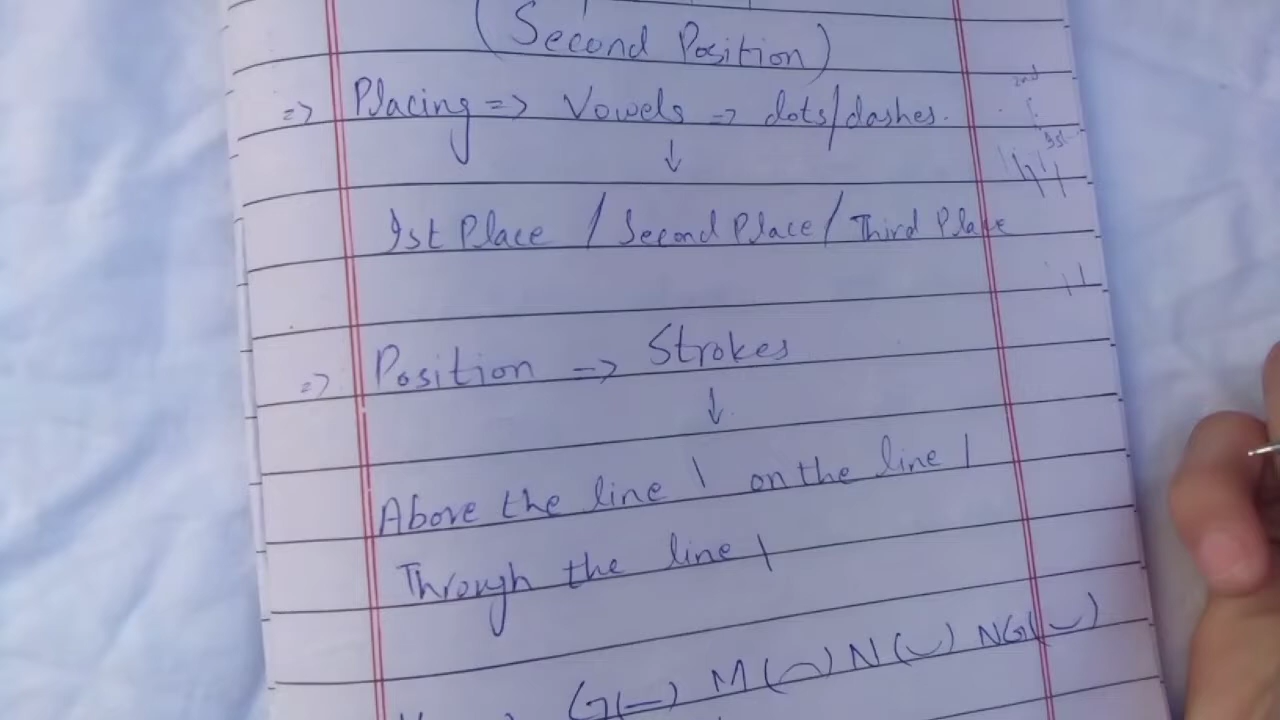 (Second Position)
=> Placing => Vowels => dots/dashes.
↓
1st Place / Second Place / Third Place
=> Position => Strokes
↓
Above the line \ on the line |
Through the line \
G(—) M(⌒) N(‿) NG(‿)